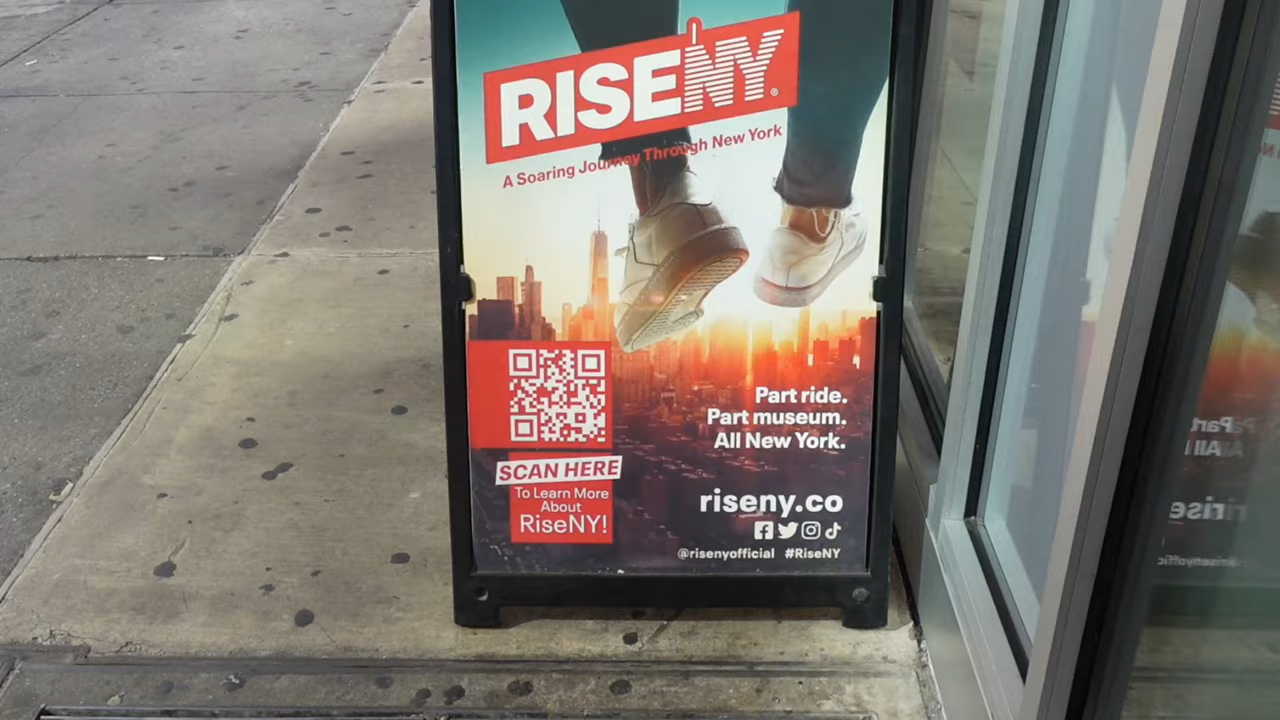 RISENY®
A Soaring Journey Through New York
Part ride.
Part museum.
All New York.
SCAN HERE
To Learn More
About
RiseNY!
riseny.co
@risenyofficial #RiseNY